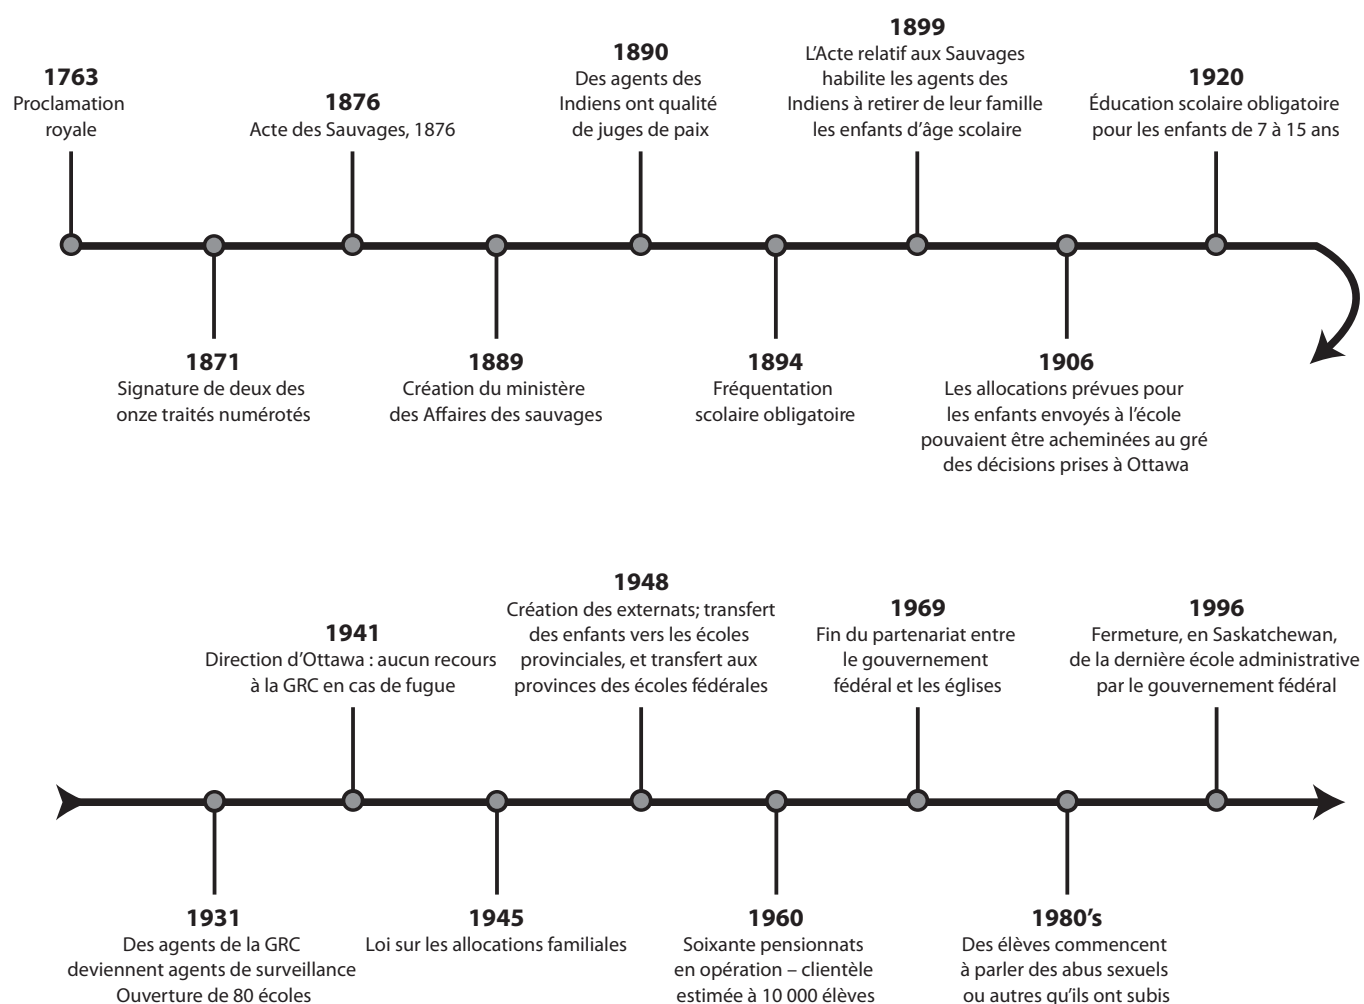 1763
Proclamation
royale
1871
Signature de deux des
onze traités numérotés
1876
Acte des Sauvages, 1876
1889
Création du ministère
des Affaires des sauvages
1890
Des agents des
Indiens ont qualité
de juges de paix
1894
Fréquentation
scolaire obligatoire
1899
L'Acte relatif aux Sauvages
habilite les agents des
Indiens à retirer de leur famille
les enfants d'âge scolaire
1906
Les allocations prévues pour
les enfants envoyés à l'école
pouvaient être acheminées au gré
des décisions prises à Ottawa
1920
Éducation scolaire obligatoire
pour les enfants de 7 à 15 ans
1931
Des agents de la GRC
deviennent agents de surveillance
Ouverture de 80 écoles
1941
Direction d'Ottawa : aucun recours
à la GRC en cas de fugue
1945
Loi sur les allocations familiales
1948
Création des externats; transfert
des enfants vers les écoles
provinciales, et transfert aux
provinces des écoles fédérales
1960
Soixante pensionnats
en opération – clientèle
estimée à 10 000 élèves
1969
Fin du partenariat entre
le gouvernement
fédéral et les églises
1980's
Des élèves commencent
à parler des abus sexuels
ou autres qu'ils ont subis
1996
Fermeture, en Saskatchewan,
de la dernière école administrative
par le gouvernement fédéral